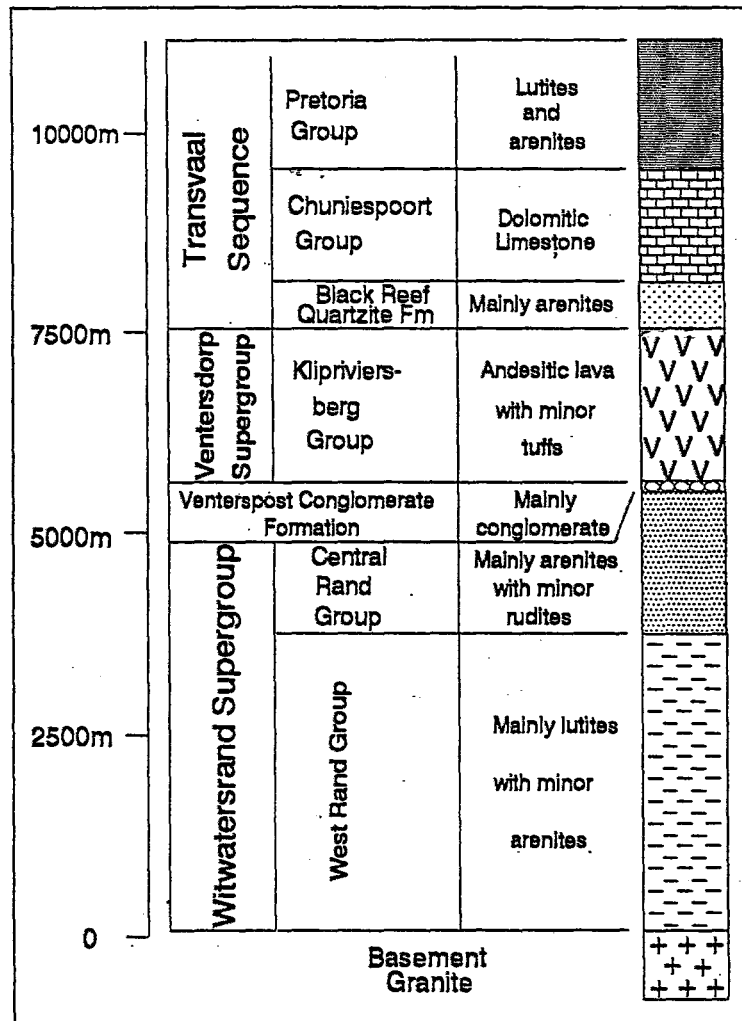 10000m
7500m
5000m
2500m
0
Transvaal
Sequence
Pretoria
Group
Lutites
and
arenites
Chuniespoort
Group
Dolomitic
Limestone
Black Reef
Quartzite Fm
Mainly arenites
Ventersdorp
Supergroup
Klipriviers-
berg
Group
Andesitic lava
with minor
tuffs
Venterspost Conglomerate
Formation
Mainly
conglomerate
Witwatersrand Supergroup
Central
Rand
Group
Mainly arenites
with minor
rudites
West Rand Group
Mainly lutites
with minor
arenites
Basement
Granite